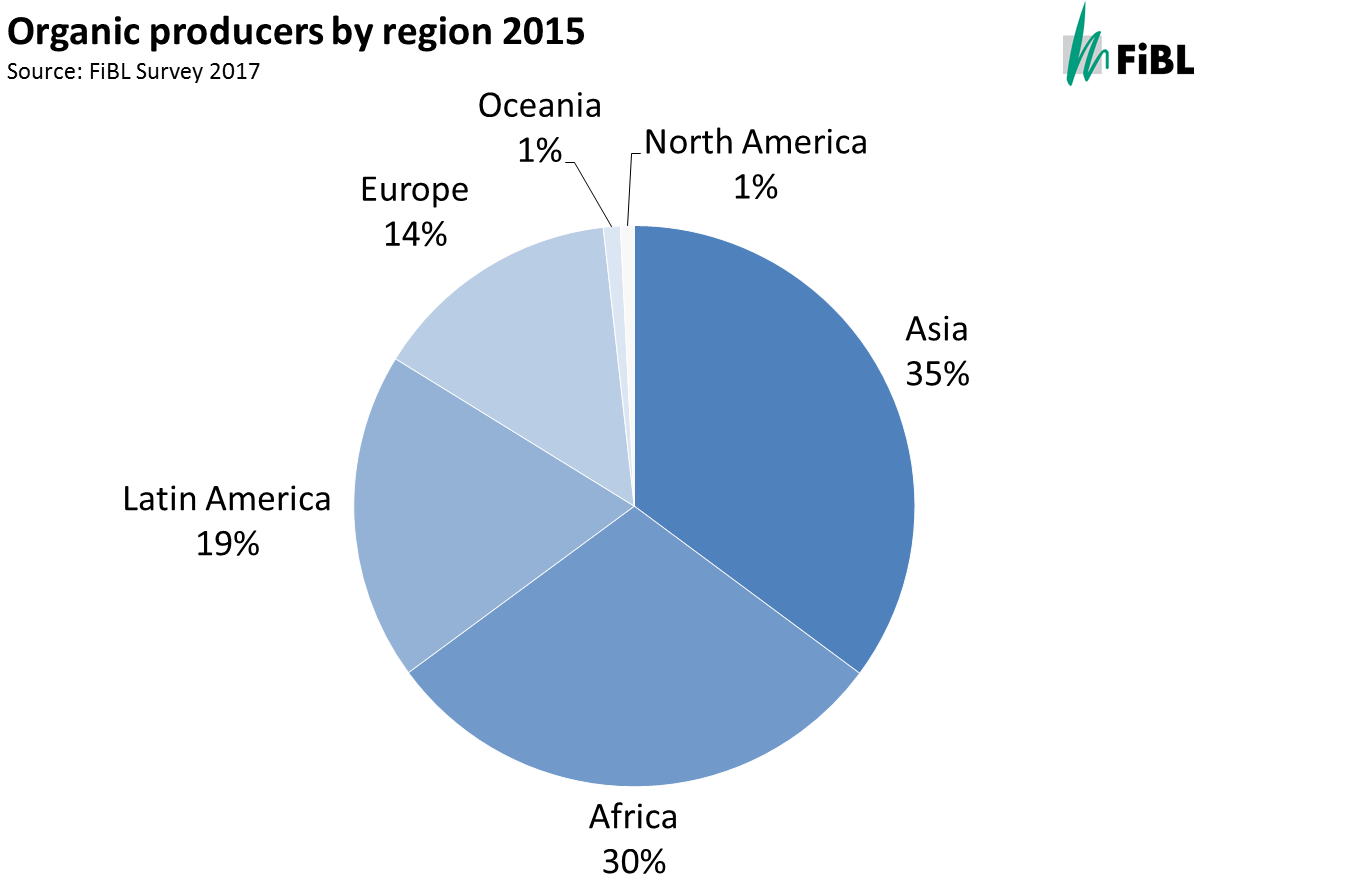 Organic producers by region 2015
Source: FiBL Survey 2017
FiBL
Oceania
1%
North America
1%
Europe
14%
Asia
35%
Latin America
19%
Africa
30%